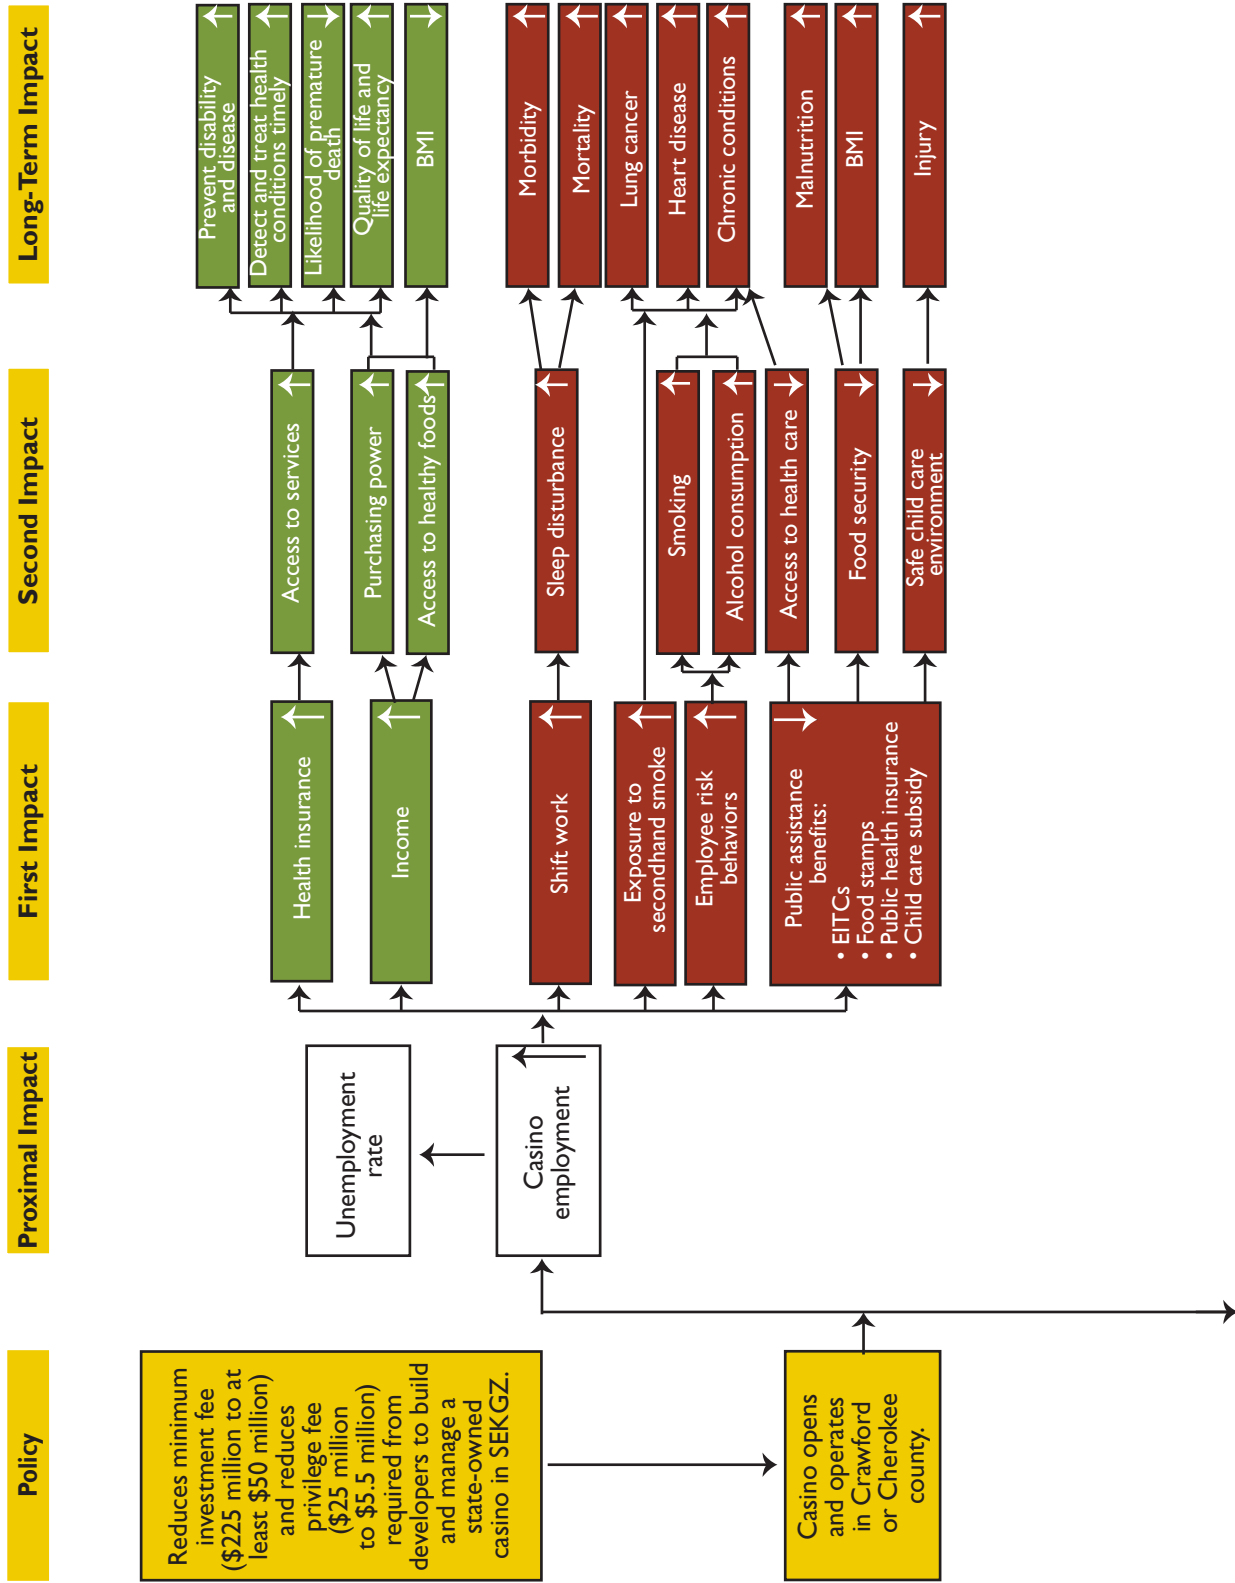 Policy
Proximal Impact
First Impact
Second Impact
Long-Term Impact
Reduces minimum
investment fee
($225 million to at
least $50 million)
and reduces
privilege fee
($25 million
to $5.5 million)
required from
developers to build
and manage a
state-owned
casino in SEKGZ.
Casino opens
and operates
in Crawford
or Cherokee
county.
Unemployment
rate
Casino
employment
Health insurance
Income
Shift work
Exposure to
secondhand smoke
Employee risk
behaviors
Public assistance
benefits:
• EITCs
• Food stamps
• Public health insurance
• Child care subsidy
Access to services
Purchasing power
Access to healthy foods
Sleep disturbance
Smoking
Alcohol consumption
Access to health care
Food security
Safe child care
environment
Prevent disability
and disease
Detect and treat health
conditions timely
Likelihood of premature
death
Quality of life and
life expectancy
BMI
Morbidity
Mortality
Lung cancer
Heart disease
Chronic conditions
Malnutrition
BMI
Injury